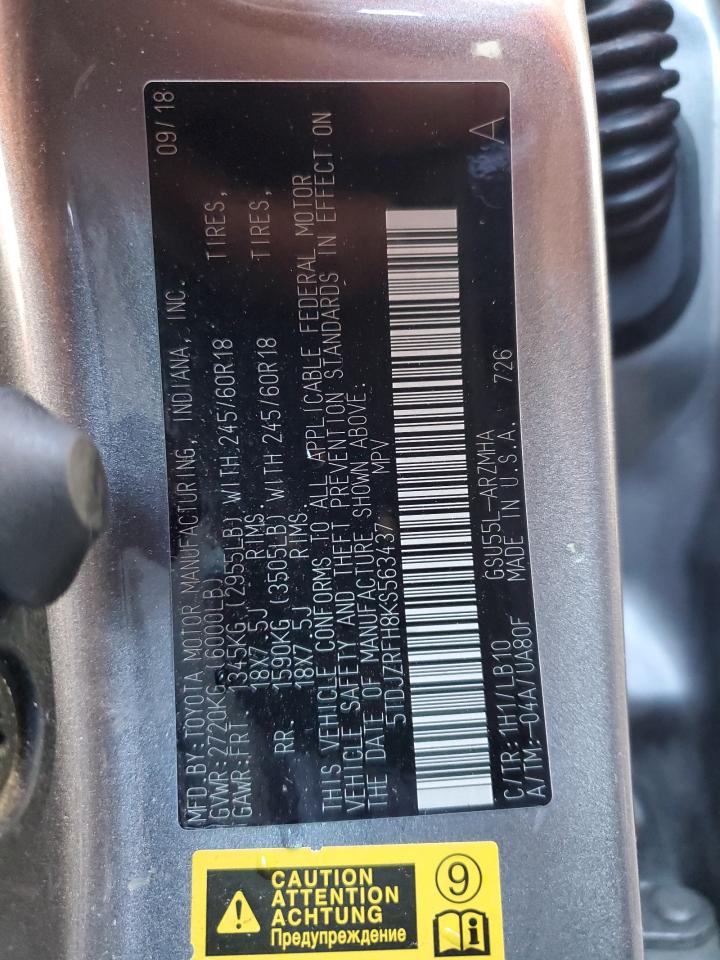 MFD BY:TOYOTA MOTOR MANUFACTURING, INDIANA, INC. 09/18
GVWR:2720KG (6000LB)
GAWR:FRT. 1345KG (2955LB) WITH 245/60R18 TIRES,
18X7.5J RIMS.
RR. 1590KG (3505LB) WITH 245/60R18 TIRES,
18X7.5J RIMS.
THIS VEHICLE CONFORMS TO ALL APPLICABLE FEDERAL MOTOR
VEHICLE SAFETY AND THEFT PREVENTION STANDARDS IN EFFECT ON
THE DATE OF MANUFACTURE SHOWN ABOVE.
5TDJZRFH8KS563437 MPV
C/TR:1H1/LB10 GSU55L-ARZMHA 726 A
A/TM:-04A/UA80F MADE IN U.S.A.
CAUTION
ATTENTION
ACHTUNG
Предупреждение
9
i